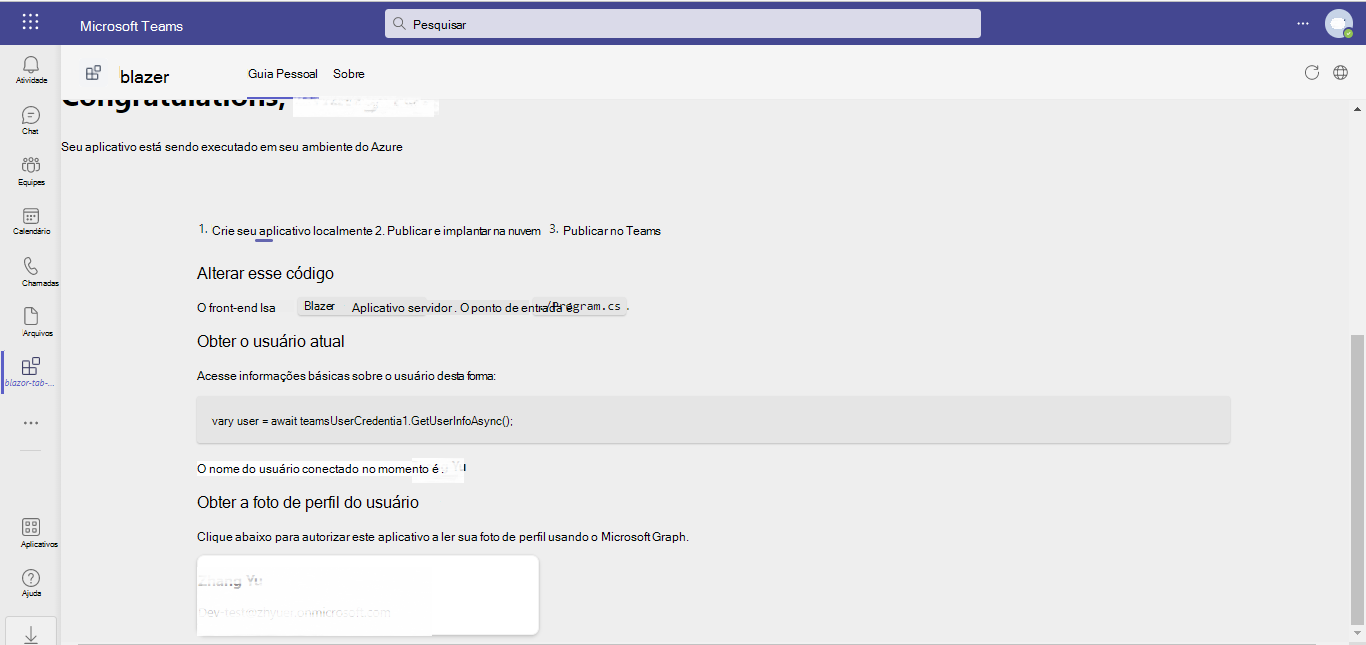 Microsoft Teams
Pesquisar
Atividade
Chat
Equipes
Calendário
Chamadas
Arquivos
blazor-tab-...
Aplicativos
Ajuda
blazer
Guia Pessoal Sobre
Congratulations,
Seu aplicativo está sendo executado em seu ambiente do Azure
1. Crie seu aplicativo localmente 2. Publicar e implantar na nuvem 3. Publicar no Teams
Alterar esse código
O front-end Isa Blazer Aplicativo servidor . O ponto de entrada é /Program.cs .
Obter o usuário atual
Acesse informações básicas sobre o usuário desta forma:
vary user = await teamsUserCredentia1.GetUserInfoAsync();
O nome do usuário conectado no momento é . Yu
Obter a foto de perfil do usuário
Clique abaixo para autorizar este aplicativo a ler sua foto de perfil usando o Microsoft Graph.
Zhang Yu